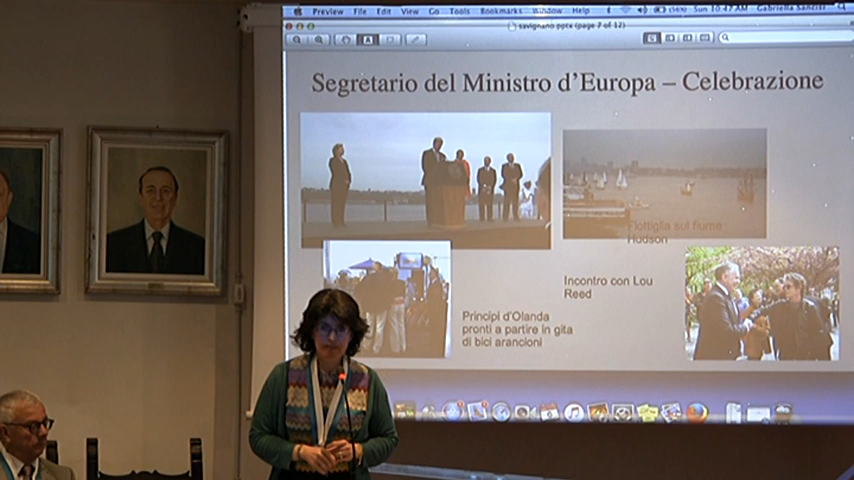 Preview File Edit View Go Tools Bookmarks Window Help (56%) Sun 10:47 AM Gabriella Sanciti
savignano.pptx (page 7 of 12)
Segretario del Ministro d'Europa – Celebrazione
Flottiglia sul fiume
Hudson
Incontro con Lou
Reed
Principi d'Olanda
pronti a partire in gita
di bici arancioni